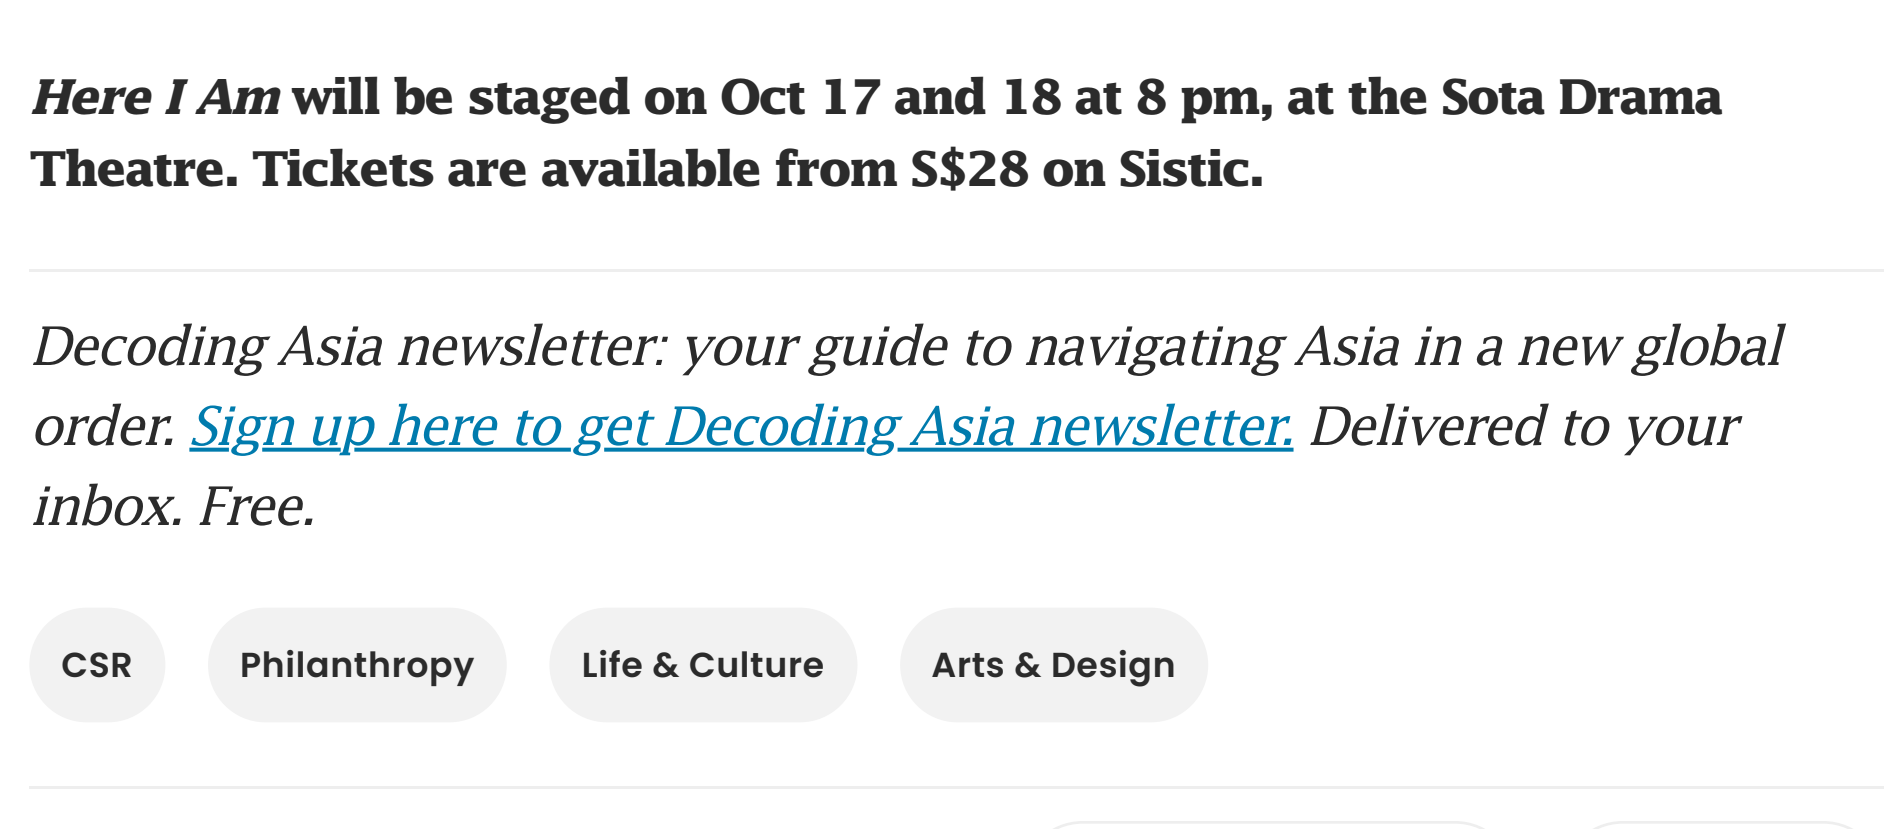 Here I Am will be staged on Oct 17 and 18 at 8 pm, at the Sota Drama
Theatre. Tickets are available from S$28 on Sistic.
Decoding Asia newsletter: your guide to navigating Asia in a new global
order. Sign up here to get Decoding Asia newsletter. Delivered to your
inbox. Free.
CSR Philanthropy Life & Culture Arts & Design